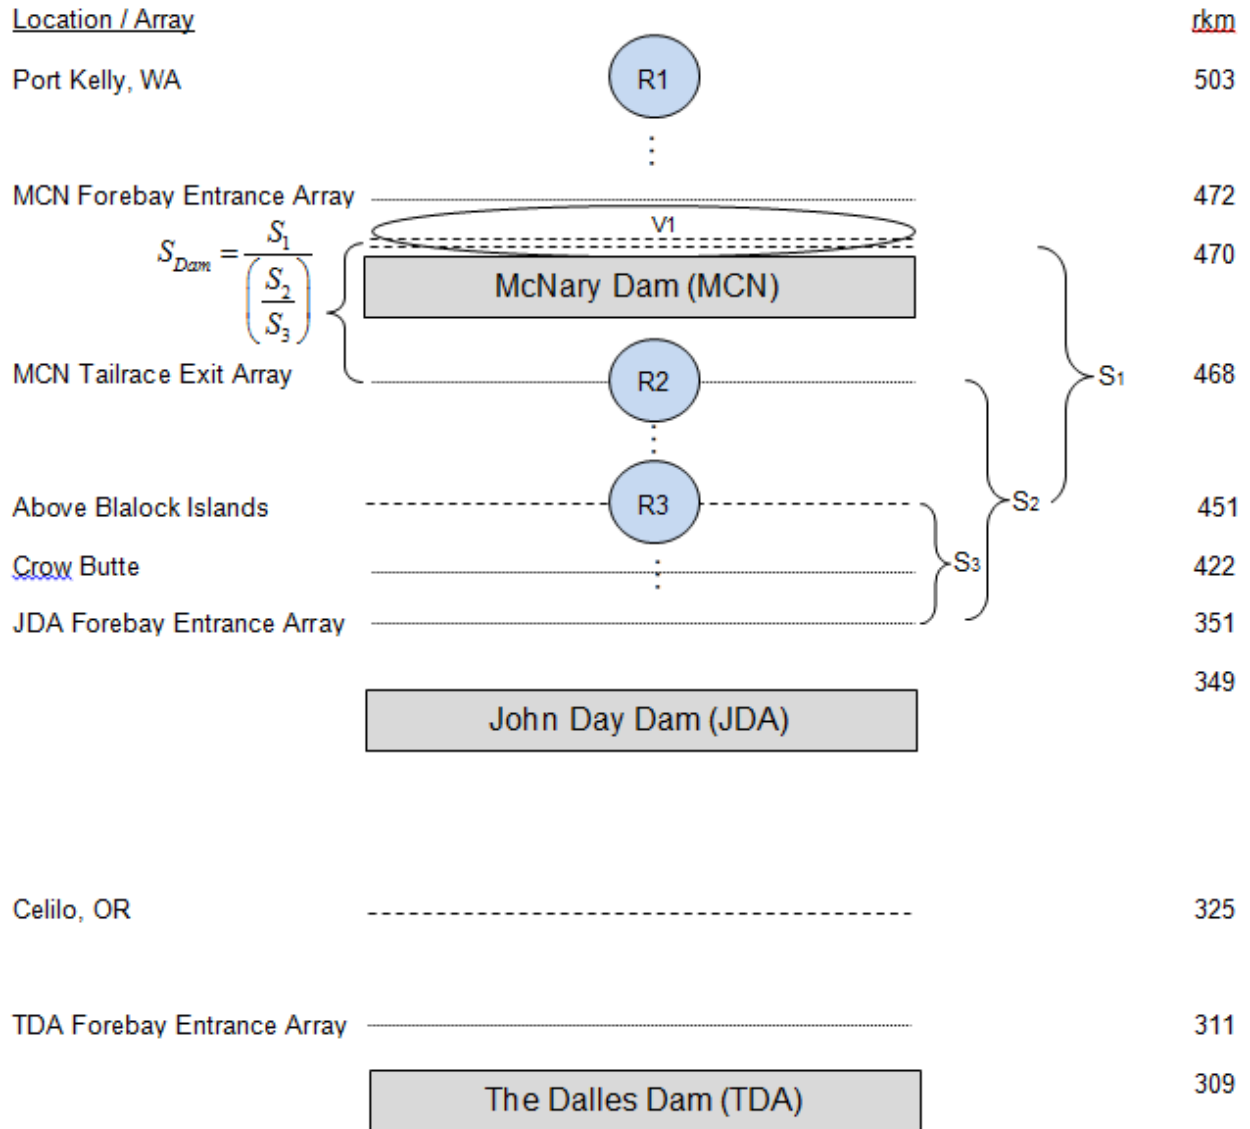 Location / Array rkm
Port Kelly, WA R1 503
MCN Forebay Entrance Array 472
V1
S_Dam = S_1 / (S_2 / S_3) 470
McNary Dam (MCN)
MCN Tailrace Exit Array R2 S1 468
Above Blalock Islands R3 S2 451
Crow Butte S3 422
JDA Forebay Entrance Array 351
349
John Day Dam (JDA)
Celilo, OR 325
TDA Forebay Entrance Array 311
309
The Dalles Dam (TDA)